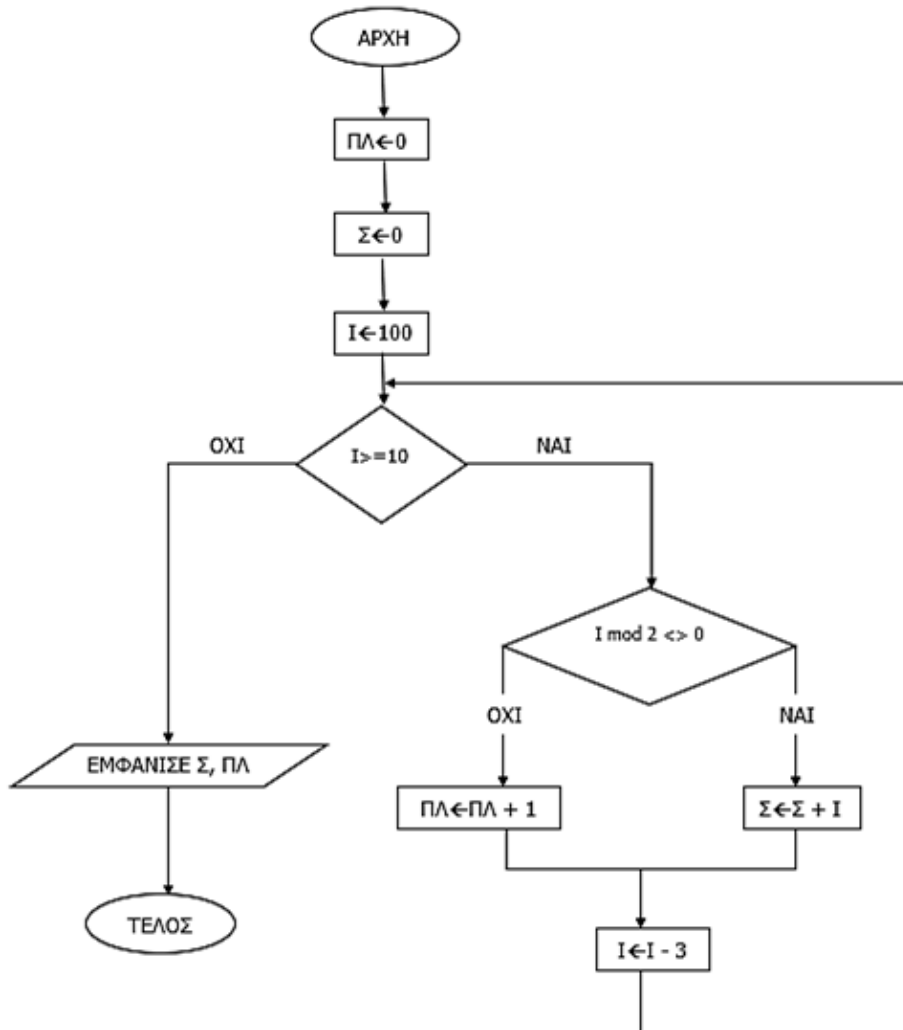 ΑΡΧΗ
ΠΛ←0
Σ←0
Ι←100
Ι>=10
ΟΧΙ
ΝΑΙ
Ι mod 2 <> 0
ΟΧΙ
ΝΑΙ
ΕΜΦΑΝΙΣΕ Σ, ΠΛ
ΠΛ←ΠΛ + 1
Σ←Σ + Ι
ΤΕΛΟΣ
Ι←Ι - 3